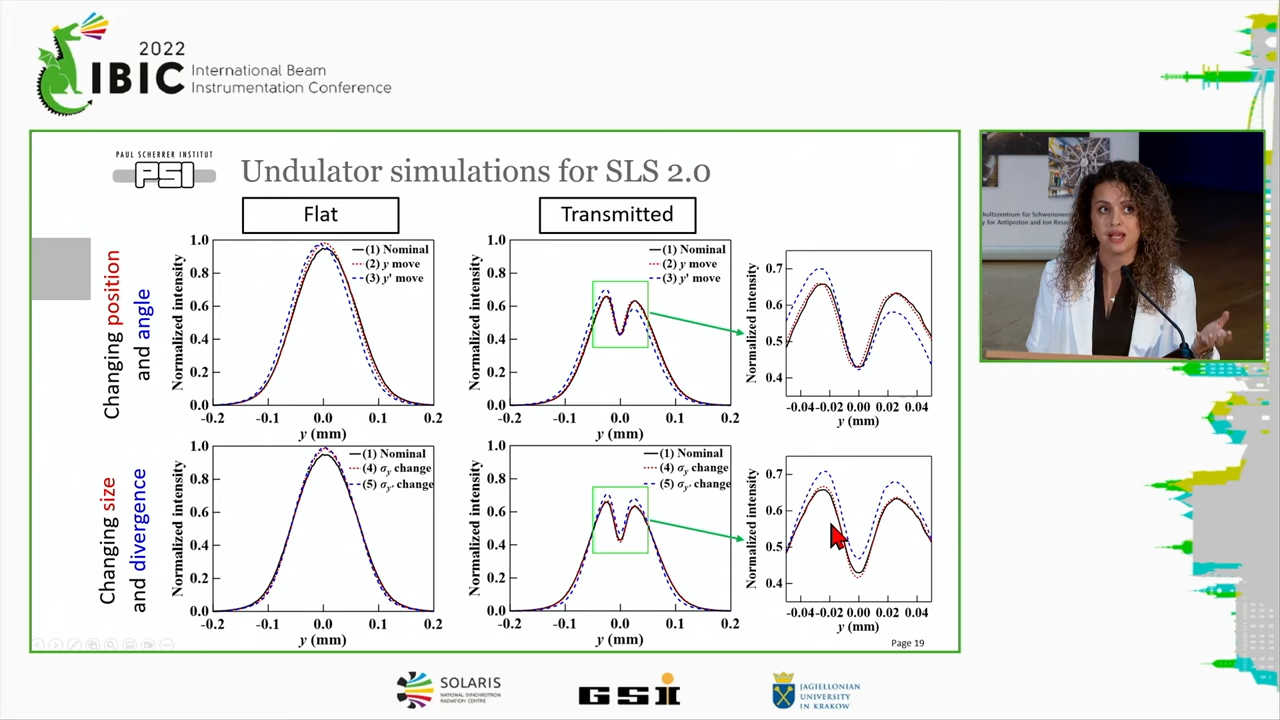 2022
IBIC
International Beam
Instrumentation Conference
PAUL SCHERRER INSTITUT
PSI
Undulator simulations for SLS 2.0
Flat
Transmitted
Changing position
and angle
Normalized intensity
1.0
0.8
0.6
0.4
0.2
0.0
(1) Nominal
(2) y move
(3) y' move
-0.2 -0.1 0.0 0.1 0.2
y (mm)
Normalized intensity
1.0
0.8
0.6
0.4
0.2
0.0
(1) Nominal
(2) y move
(3) y' move
-0.2 -0.1 0.0 0.1 0.2
y (mm)
Normalized intensity
0.7
0.6
0.5
0.4
-0.04 -0.02 0.00 0.02 0.04
y (mm)
Changing size
and divergence
Normalized intensity
1.0
0.8
0.6
0.4
0.2
0.0
(1) Nominal
(4) σy change
(5) σy' change
-0.2 -0.1 0.0 0.1 0.2
y (mm)
Normalized intensity
1.0
0.8
0.6
0.4
0.2
0.0
(1) Nominal
(4) σy change
(5) σy' change
-0.2 -0.1 0.0 0.1 0.2
y (mm)
Normalized intensity
0.7
0.6
0.5
0.4
-0.04 -0.02 0.00 0.02 0.04
y (mm)
Page 19
for Antiproton and Ion
SOLARIS
NATIONAL SYNCHROTRON
RADIATION CENTRE
GSI
JAGIELLONIAN
UNIVERSITY
IN KRAKOW